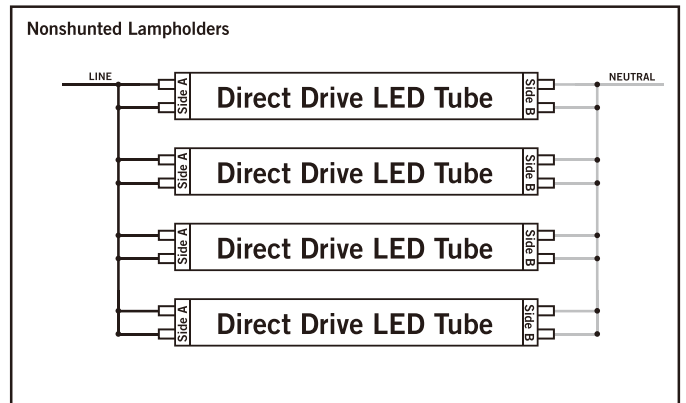 Nonshunted Lampholders
LINE
NEUTRAL
Side A
Direct Drive LED Tube
Side B
Side A
Direct Drive LED Tube
Side B
Side A
Direct Drive LED Tube
Side B
Side A
Direct Drive LED Tube
Side B